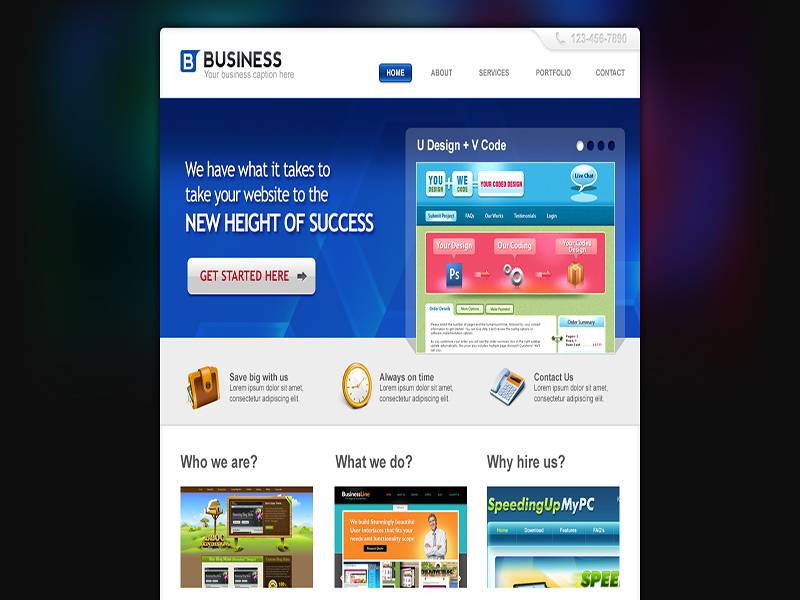 123-456-7890
B BUSINESS
Your business caption here
HOME ABOUT SERVICES PORTFOLIO CONTACT
We have what it takes to
take your website to the
NEW HEIGHT OF SUCCESS
GET STARTED HERE
U Design + V Code
YOU DESIGN + WE CODE = YOUR CODED DESIGN
Live Chat
Submit Project FAQs Our Works Testimonials Login
Your Design Our Coding Your Coded Design
Ps
Order Details More Options Make Payment
Order Summary
Save big with us
Lorem ipsum dolor sit amet,
consectetur adipiscing elit.
Always on time
Lorem ipsum dolor sit amet,
consectetur adipiscing elit.
Contact Us
Lorem ipsum dolor sit amet,
consectetur adipiscing elit.
Who we are?
What we do?
Why hire us?
BusinessLine
We build Stunningly beautiful
User Interfaces that fits your
needs and functionality scope
SpeedingUpMyPC
Home Download Features FAQ's
SPEE